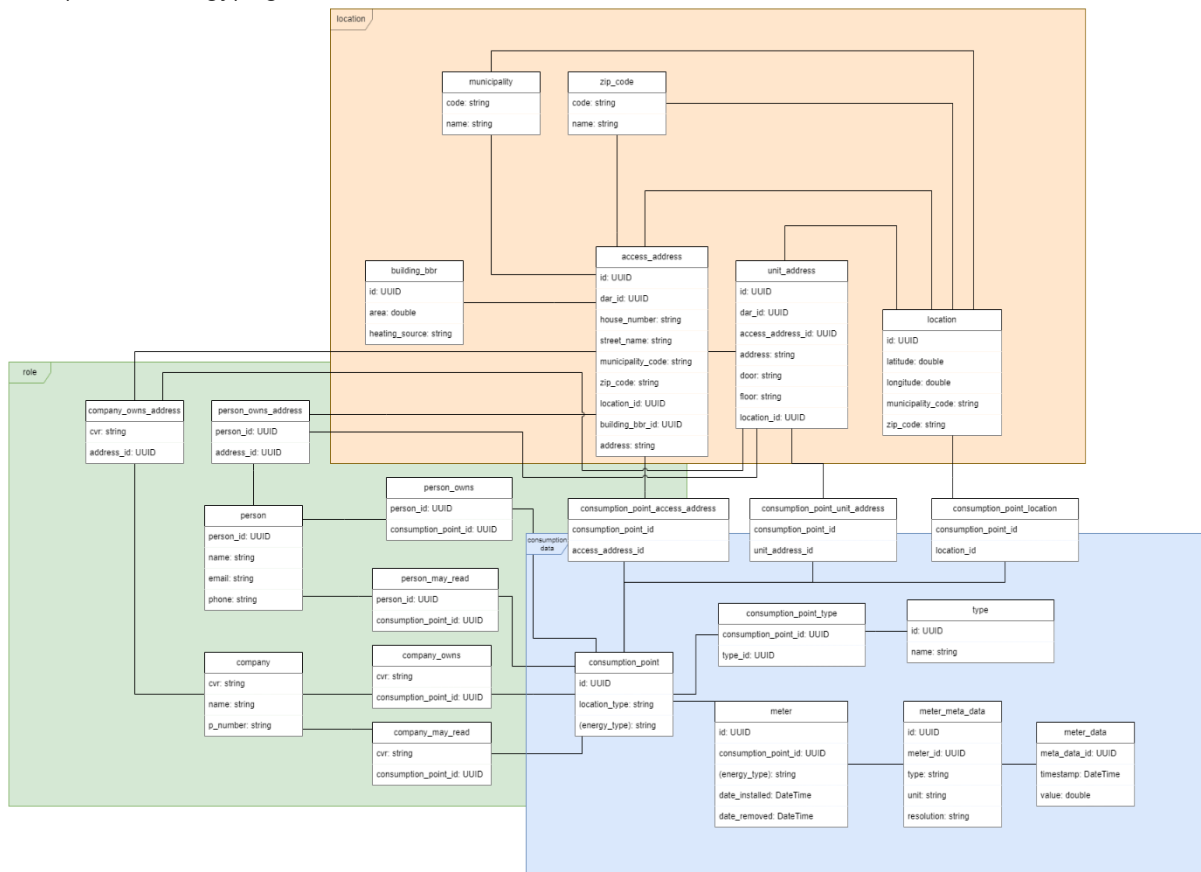 location
municipality
code: string
name: string
zip_code
code: string
name: string
building_bbr
id: UUID
area: double
heating_source: string
access_address
id: UUID
dar_id: UUID
house_number: string
street_name: string
municipality_code: string
zip_code: string
location_id: UUID
building_bbr_id: UUID
address: string
unit_address
id: UUID
dar_id: UUID
access_address_id: UUID
address: string
door: string
floor: string
location_id: UUID
location
id: UUID
latitude: double
longitude: double
municipality_code: string
zip_code: string
role
company_owns_address
cvr: string
address_id: UUID
person_owns_address
person_id: UUID
address_id: UUID
person
person_id: UUID
name: string
email: string
phone: string
person_owns
person_id: UUID
consumption_point_id: UUID
person_may_read
person_id: UUID
consumption_point_id: UUID
company
cvr: string
name: string
p_number: string
company_owns
cvr: string
consumption_point_id: UUID
company_may_read
cvr: string
consumption_point_id: UUID
consumption_point_access_address
consumption_point_id
access_address_id
consumption_point_unit_address
consumption_point_id
unit_address_id
consumption_point_location
consumption_point_id
location_id
consumption
data
consumption_point
id: UUID
location_type: string
(energy_type): string
consumption_point_type
consumption_point_id: UUID
type_id: UUID
type
id: UUID
name: string
meter
id: UUID
consumption_point_id: UUID
(energy_type): string
date_installed: DateTime
date_removed: DateTime
meter_meta_data
id: UUID
meter_id: UUID
type: string
unit: string
resolution: string
meter_data
meta_data_id: UUID
timestamp: DateTime
value: double